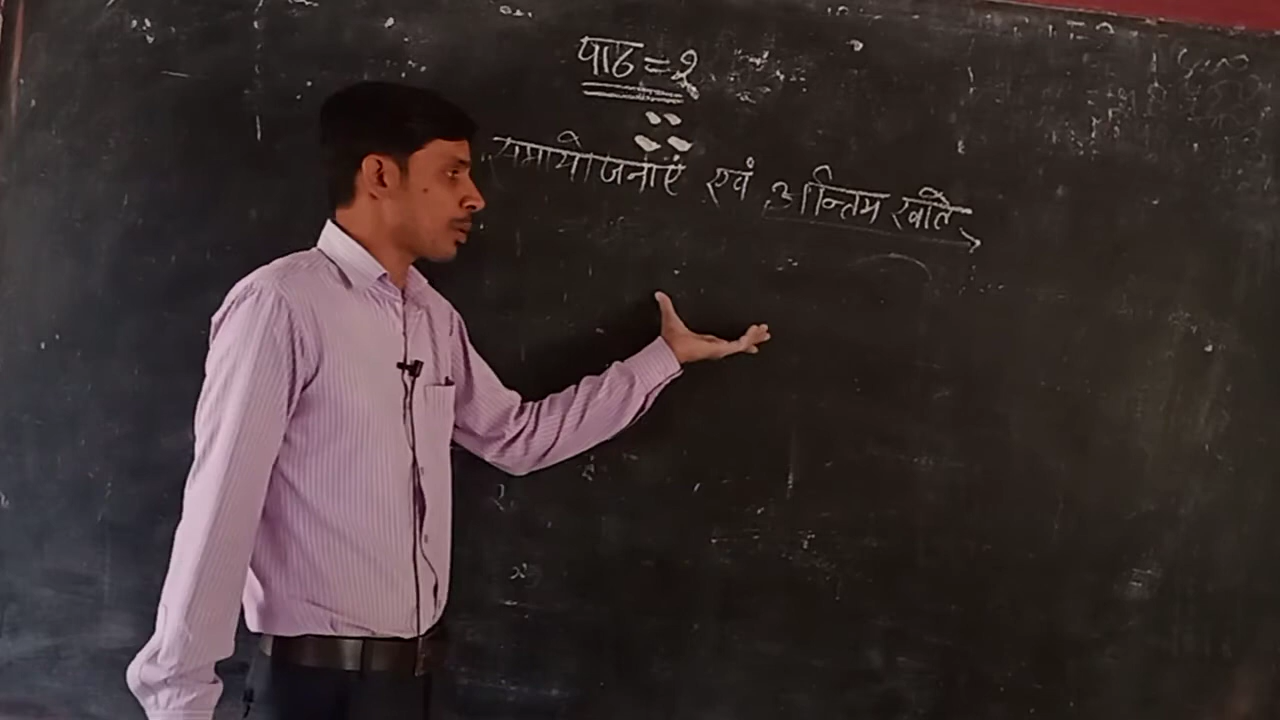 पाठ = 2
समायोजनाएं एवं अन्तिम खाते